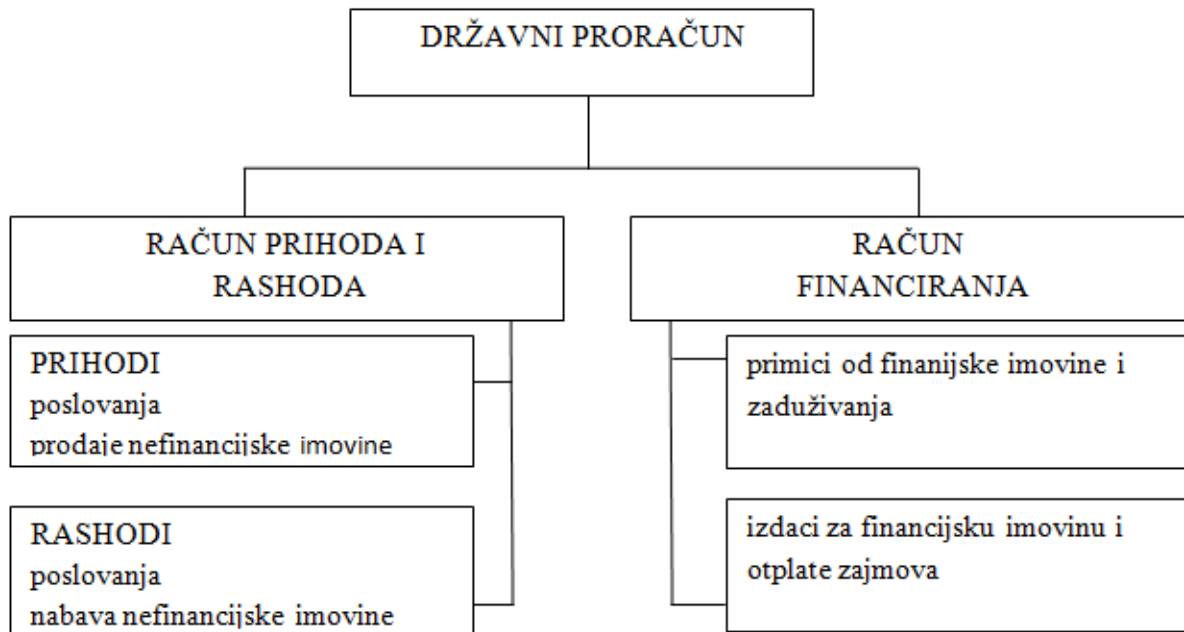 DRŽAVNI PRORAČUN
RAČUN PRIHODA I
RASHODA
PRIHODI
poslovanja
prodaje nefinancijske imovine
RASHODI
poslovanja
nabava nefinancijske imovine
RAČUN
FINANCIRANJA
primici od finanijske imovine i
zaduživanja
izdaci za financijsku imovinu i
otplate zajmova